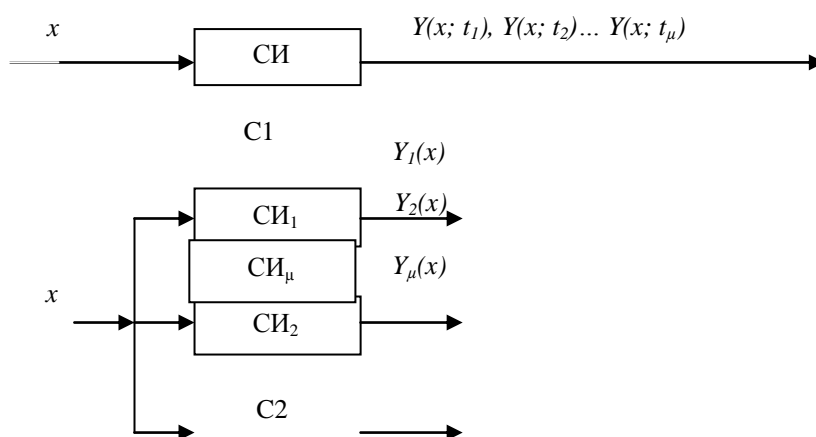 x
Y(x; t₁), Y(x; t₂)... Y(x; tμ)
СИ
С1
Y₁(x)
СИ₁
Y₂(x)
СИμ
Yμ(x)
x
СИ₂
С2